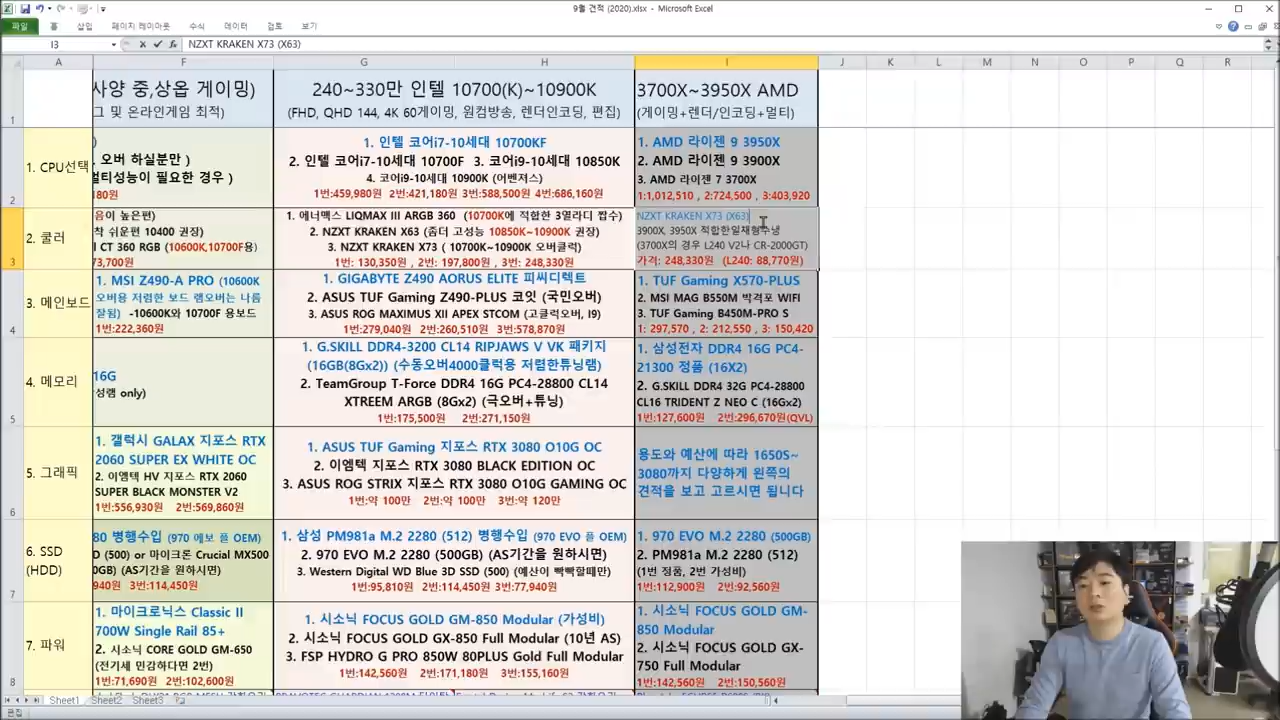 9월 견적 (2020).xlsx - Microsoft Excel
파일 홈 삽입 페이지 레이아웃 수식 데이터 검토 보기
I3 NZXT KRAKEN X73 (X63)
A F G H I J K L M N O P Q R
1
사양 중,상옵 게이밍)
그 및 온라인게임 최적)
240~330만 인텔 10700(K)~10900K
(FHD, QHD 144, 4K 60게이밍, 원컴방송, 렌더인코딩, 편집)
3700X~3950X AMD
(게이밍+렌더/인코딩+멀티)
2
1. CPU선택
)
오버 하실분만 )
멀티성능이 필요한 경우 )
180원
1. 인텔 코어i7-10세대 10700KF
2. 인텔 코어i7-10세대 10700F 3. 코어i9-10세대 10850K
4. 코어i9-10세대 10900K (어벤져스)
1번:459,980원 2번:421,180원 3번:588,500원 4번:686,160원
1. AMD 라이젠 9 3950X
2. AMD 라이젠 9 3900X
3. AMD 라이젠 7 3700X
1:1,012,510 , 2:724,500 , 3:403,920
3
2. 쿨러
음이 높은편)
착 쉬운편 10400 권장)
I CT 360 RGB (10600K,10700F용)
73,700원
1. 에너맥스 LIQMAX III ARGB 360 (10700K에 적합한 3열라디 짭수)
2. NZXT KRAKEN X63 (좀더 고성능 10850K~10900K 권장)
3. NZXT KRAKEN X73 ( 10700K~10900K 오버클럭)
1번: 130,350원 , 2번: 197,800원 , 3번: 248,330원
NZXT KRAKEN X73 (X63)
3900X, 3950X 적합한일체형수냉
(3700X의 경우 L240 V2나 CR-2000GT)
가격: 248,330원 (L240: 88,770원)
4
3. 메인보드
1. MSI Z490-A PRO (10600K
오버용 저렴한 보드 램오버는 나름
잘됨) -10600K와 10700F 용보드
1번:222,360원
1. GIGABYTE Z490 AORUS ELITE 피씨디렉트
2. ASUS TUF Gaming Z490-PLUS 코잇 (국민오버)
3. ASUS ROG MAXIMUS XII APEX STCOM (고클럭오버, I9)
1번:279,040원 2번:260,510원 3번:578,870원
1. TUF Gaming X570-PLUS
2. MSI MAG B550M 박격포 WIFI
3. TUF Gaming B450M-PRO S
1: 297,570 , 2: 212,550 , 3: 150,420
5
4. 메모리
16G
성램 only)
1. G.SKILL DDR4-3200 CL14 RIPJAWS V VK 패키지
(16GB(8Gx2)) (수동오버4000클럭용 저렴한튜닝램)
2. TeamGroup T-Force DDR4 16G PC4-28800 CL14
XTREEM ARGB (8Gx2) (극오버+튜닝)
1번:175,500원 2번:271,150원
1. 삼성전자 DDR4 16G PC4-
21300 정품 (16X2)
2. G.SKILL DDR4 32G PC4-28800
CL16 TRIDENT Z NEO C (16Gx2)
1번:127,600원 2번:296,670원(QVL)
6
5. 그래픽
1. 갤럭시 GALAX 지포스 RTX
2060 SUPER EX WHITE OC
2. 이엠텍 HV 지포스 RTX 2060
SUPER BLACK MONSTER V2
1번:556,930원 2번:569,860원
1. ASUS TUF Gaming 지포스 RTX 3080 O10G OC
2. 이엠텍 지포스 RTX 3080 BLACK EDITION OC
3. ASUS ROG STRIX 지포스 RTX 3080 O10G GAMING OC
1번:약 100만 2번:약 100만 3번:약 120만
용도와 예산에 따라 1650S~
3080까지 다양하게 왼쪽의
견적을 보고 고르시면 됩니다
7
6. SSD
(HDD)
80 병행수입 (970 에보 플 OEM)
D (500) or 마이크론 Crucial MX500
0GB) (AS기간을 원하시면)
940원 3번:114,450원
1. 삼성 PM981a M.2 2280 (512) 병행수입 (970 EVO 플 OEM)
2. 970 EVO M.2 2280 (500GB) (AS기간을 원하시면)
3. Western Digital WD Blue 3D SSD (500) (예산이 빡빡할때만)
1번:95,810원 2번:114,450원 3번:77,940원
1. 970 EVO M.2 2280 (500GB)
2. PM981a M.2 2280 (512)
(1번 정품, 2번 가성비)
1번:112,900원 2번:92,560원
8
7. 파워
1. 마이크로닉스 Classic II
700W Single Rail 85+
2. 시소닉 CORE GOLD GM-650
(전기세 민감하다면 2번)
1번:71,690원 2번:102,600원
1. 시소닉 FOCUS GOLD GM-850 Modular (가성비)
2. 시소닉 FOCUS GOLD GX-850 Full Modular (10년 AS)
3. FSP HYDRO G PRO 850W 80PLUS Gold Full Modular
1번:142,560원 2번:171,180원 3번:155,160원
1. 시소닉 FOCUS GOLD GM-
850 Modular
2. 시소닉 FOCUS GOLD GX-
750 Full Modular
1번:142,560원 2번:150,560원
Sheet1 Sheet2 Sheet3
편집